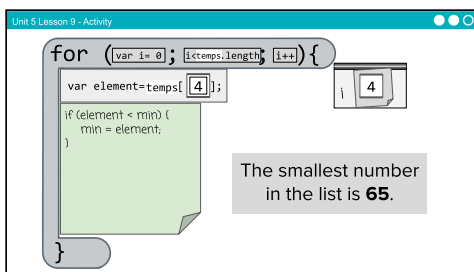 Unit 5 Lesson 9 - Activity
for (var i= 0; i<temps.length; i++){
var element=temps[4];
i 4
if (element < min) {
min = element;
}
The smallest number
in the list is 65.
}